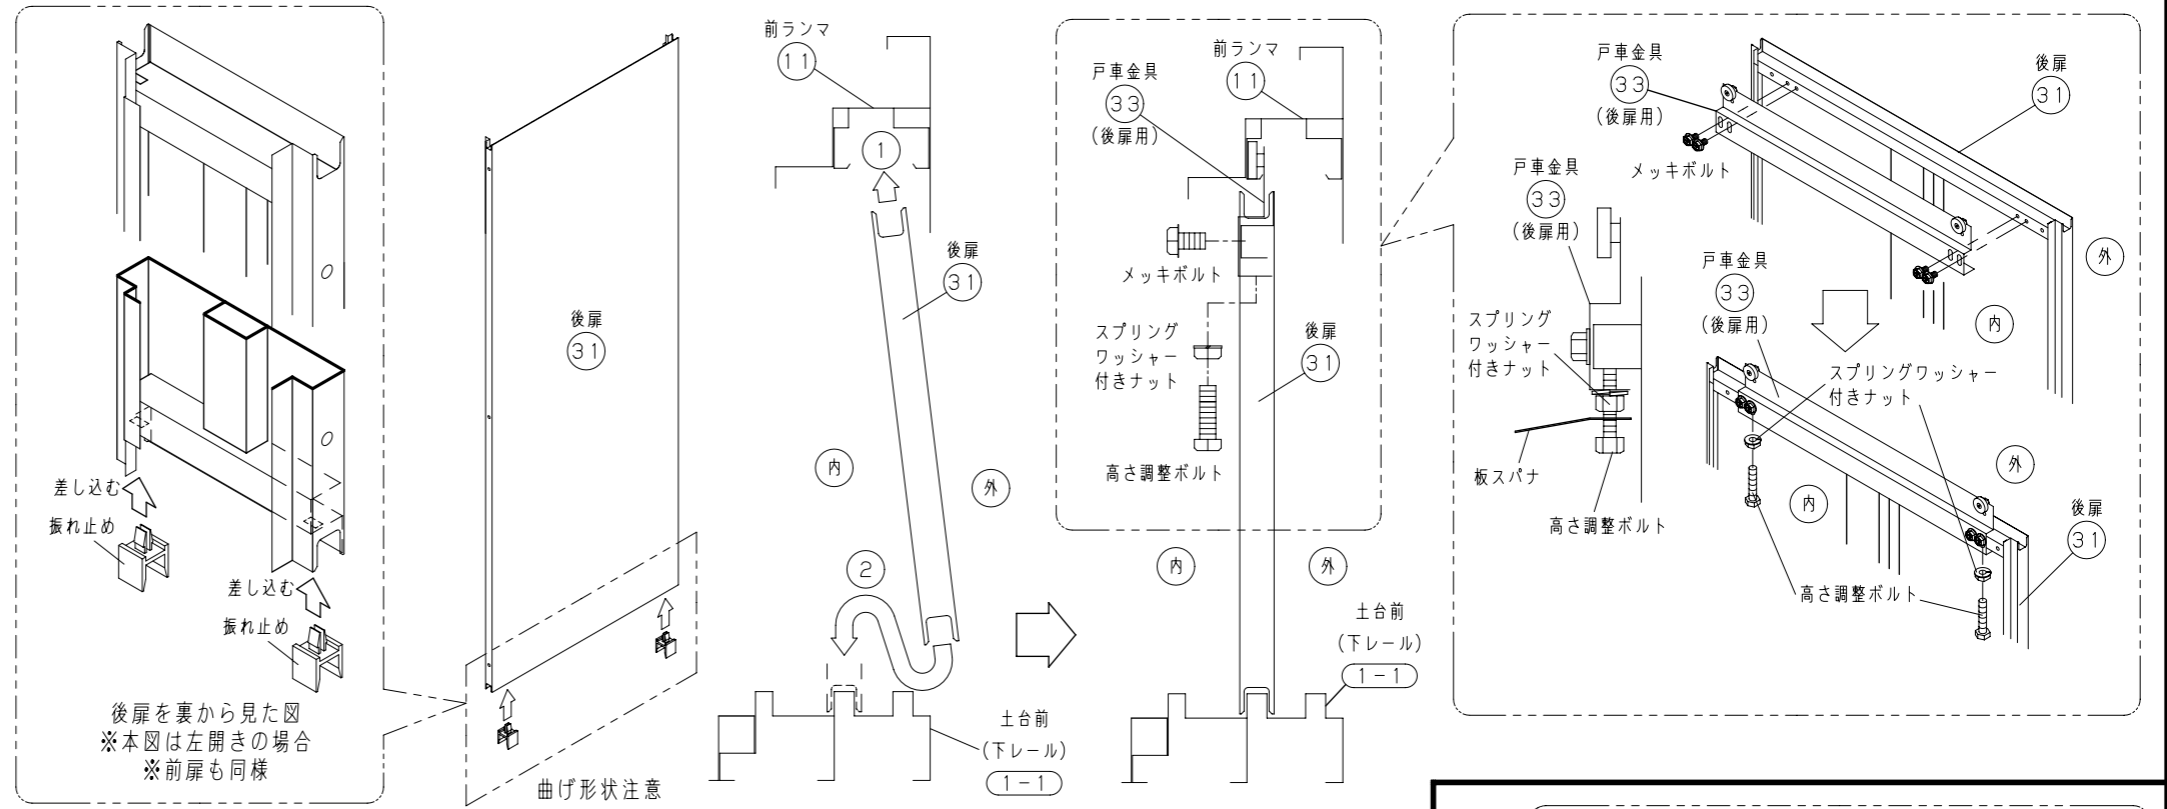 差し込む
振れ止め
差し込む
振れ止め
後扉を裏から見た図
※本図は左開きの場合
※前扉も同様
後扉
31
曲げ形状注意
前ランマ
11
1
後扉
31
内
外
2
土台前
(下レール)
1-1
戸車金具
33
(後扉用)
前ランマ
11
メッキボルト
スプリング
ワッシャー
付きナット
後扉
31
高さ調整ボルト
内
外
土台前
(下レール)
1-1
戸車金具
33
(後扉用)
メッキボルト
後扉
31
外
内
戸車金具
33
(後扉用)
スプリング
ワッシャー
付きナット
板スパナ
高さ調整ボルト
戸車金具
33
(後扉用)
スプリングワッシャー
付きナット
外
内
後扉
31
高さ調整ボルト